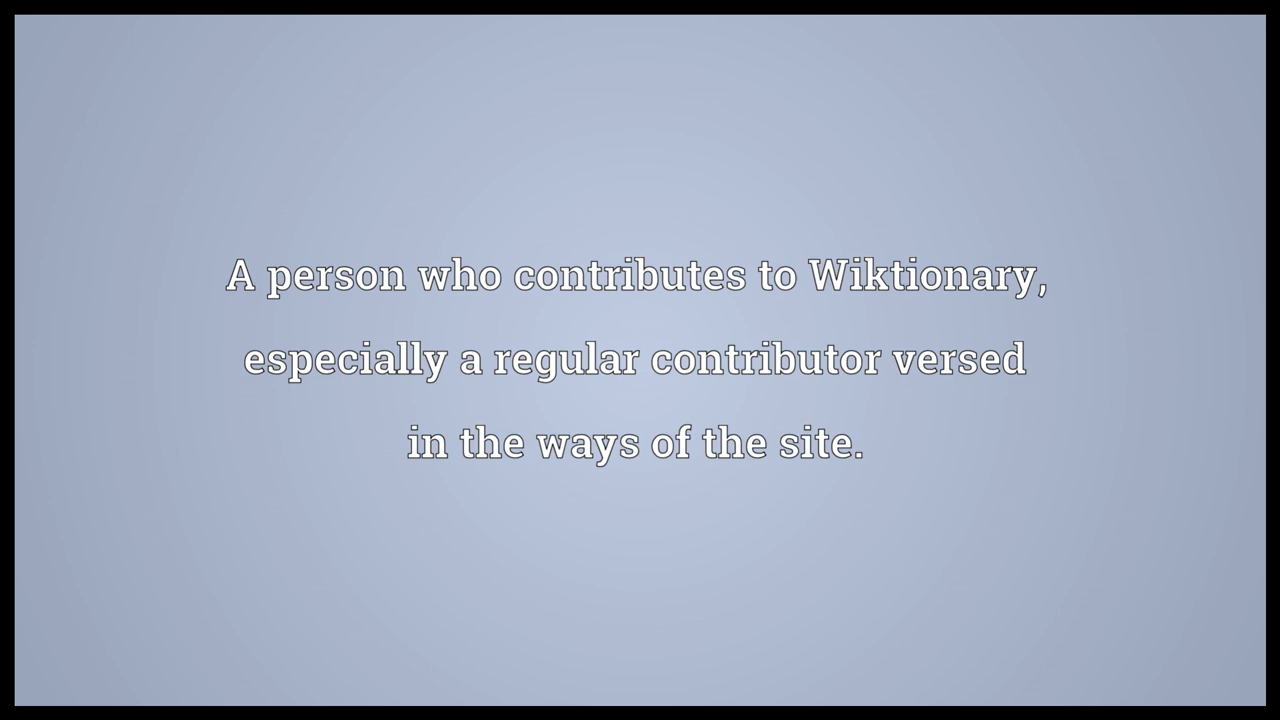 A person who contributes to Wiktionary,
especially a regular contributor versed
in the ways of the site.